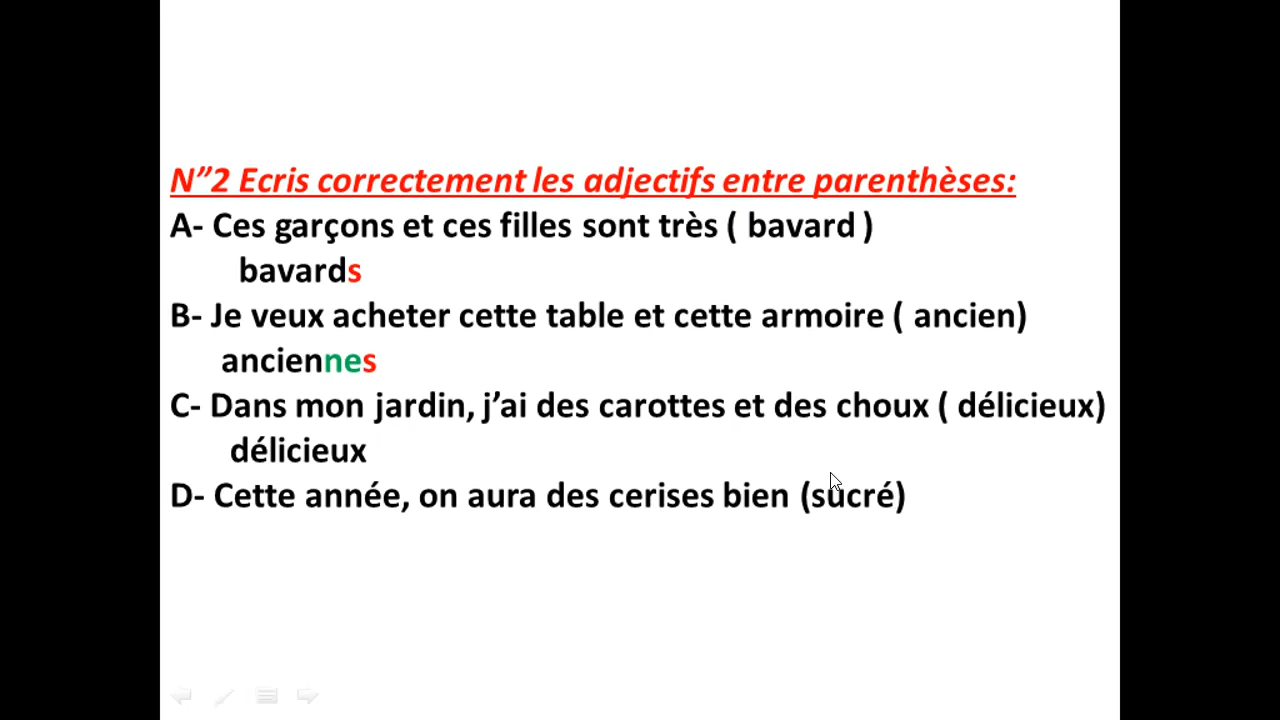 N”2 Ecris correctement les adjectifs entre parenthèses:
A- Ces garçons et ces filles sont très ( bavard )
bavards
B- Je veux acheter cette table et cette armoire ( ancien)
anciennes
C- Dans mon jardin, j’ai des carottes et des choux ( délicieux)
délicieux
D- Cette année, on aura des cerises bien (sucré)